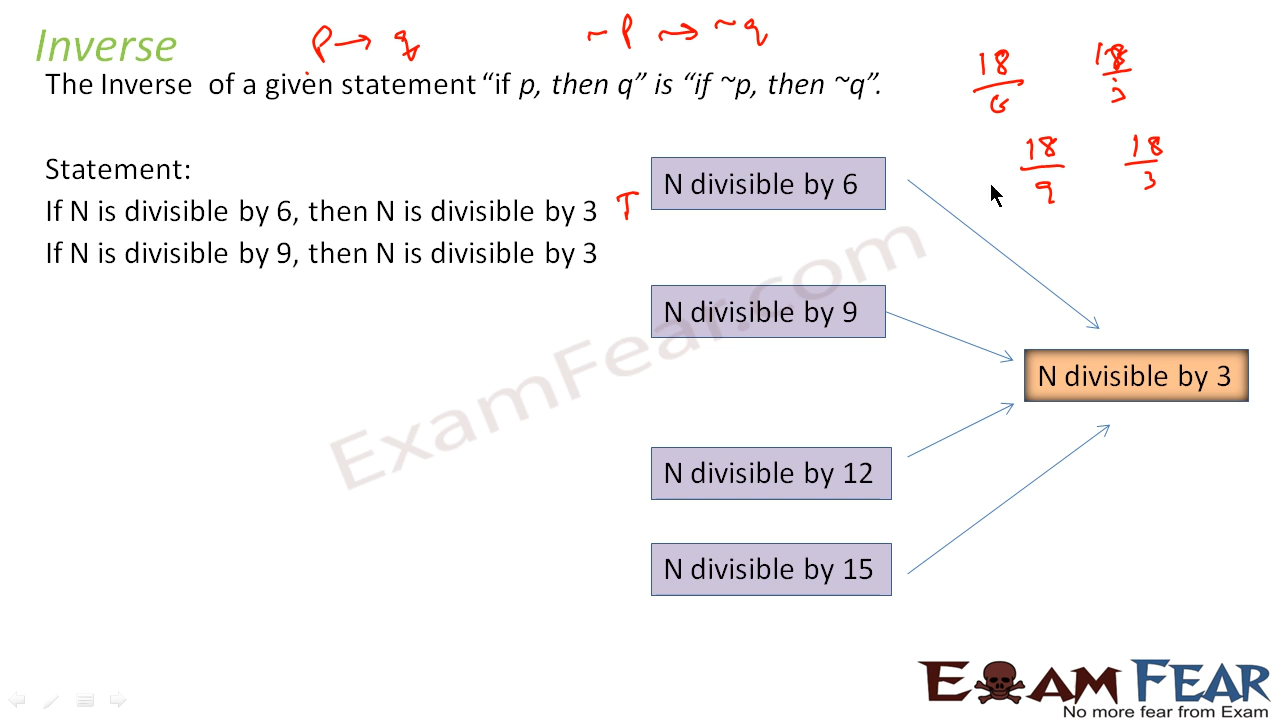 Inverse
p → q
~p → ~q
The Inverse of a given statement “if p, then q” is “if ~p, then ~q”.
18/6 18/3
18/9 18/3
Statement:
If N is divisible by 6, then N is divisible by 3 T
If N is divisible by 9, then N is divisible by 3
N divisible by 6
N divisible by 9
N divisible by 3
N divisible by 12
N divisible by 15
ExamFear.com
EXAM FEAR
No more fear from Exam